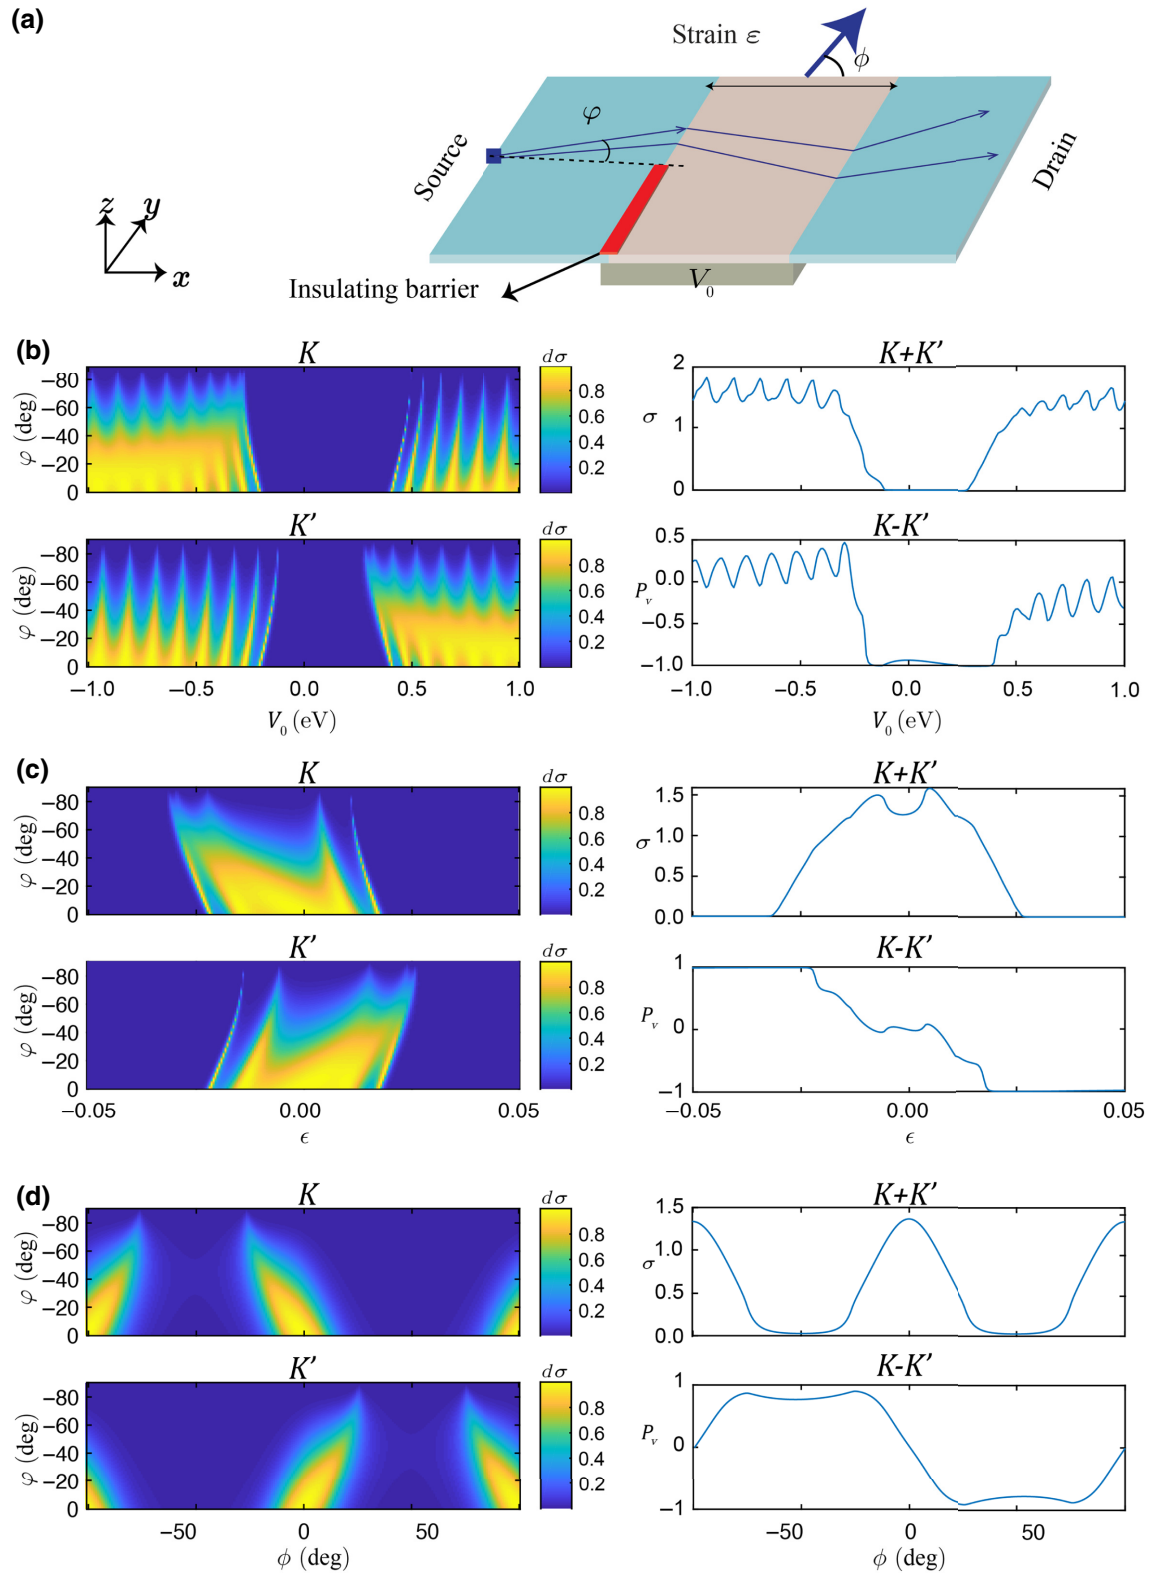 (a)
Strain ε
ϕ
φ
Source
Drain
z
y
x
Insulating barrier
V₀
(b)
K
dσ
K+K’
−80
−60
−40
−20
0
φ (deg)
0.8
0.6
0.4
0.2
2
σ
1
0
K’
dσ
K-K’
−80
−60
−40
−20
0
φ (deg)
0.8
0.6
0.4
0.2
0.5
0.0
Pᵥ
−0.5
−1.0
−1.0 −0.5 0.0 0.5 1.0
−1.0 −0.5 0.0 0.5 1.0
V₀ (eV)
V₀ (eV)
(c)
K
dσ
K+K’
−80
−60
−40
−20
0
φ (deg)
0.8
0.6
0.4
0.2
1.5
1.0
σ
0.5
0.0
K’
dσ
K-K’
−80
−60
−40
−20
0
φ (deg)
0.8
0.6
0.4
0.2
1
Pᵥ
0
−1
−0.05 0.00 0.05
−0.05 0.00 0.05
ϵ
ϵ
(d)
K
dσ
K+K’
−80
−60
−40
−20
0
φ (deg)
0.8
0.6
0.4
0.2
1.5
σ
1.0
0.5
0.0
K’
dσ
K-K’
−80
−60
−40
−20
0
φ (deg)
0.8
0.6
0.4
0.2
1
Pᵥ
0
−1
−50 0 50
−50 0 50
ϕ (deg)
ϕ (deg)